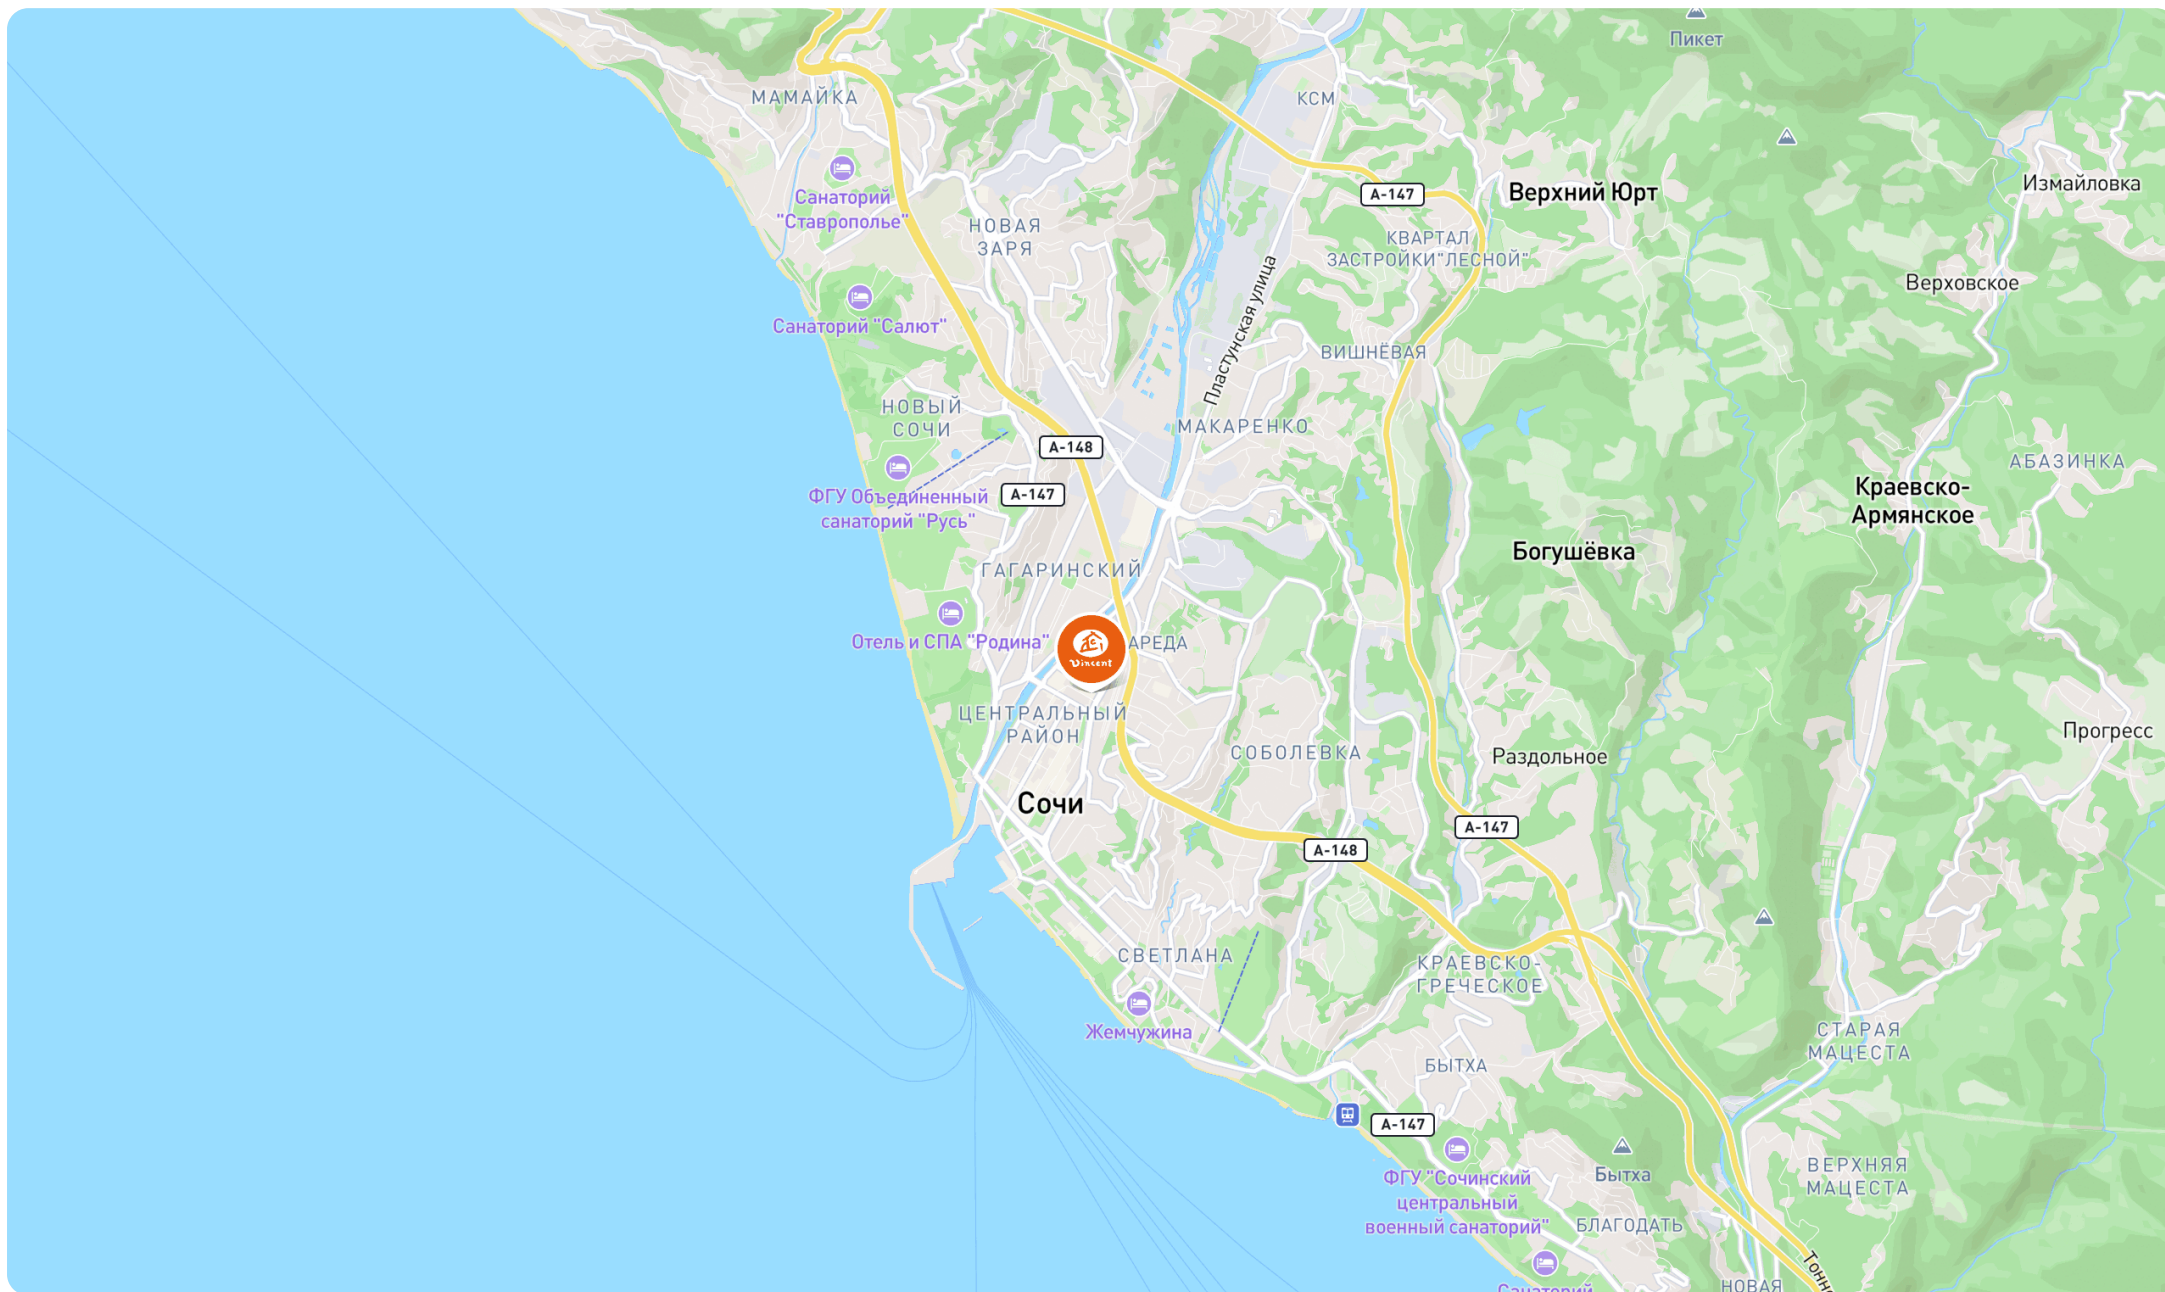 Пикет
МАМАЙКА
КСМ
Санаторий
"Ставрополье"
А-147
Верхний Юрт
Измайловка
НОВАЯ
ЗАРЯ
КВАРТАЛ
ЗАСТРОЙКИ"ЛЕСНОЙ"
Верховское
Санаторий "Салют"
Пластунская улица
ВИШНЁВАЯ
НОВЫЙ
СОЧИ
МАКАРЕНКО
А-148
АБАЗИНКА
ФГУ Объединенный
санаторий "Русь"
А-147
Краевско-
Армянское
Богушёвка
ГАГАРИНСКИЙ
Отель и СПА "Родина"
Vincent
АРЕДА
ЦЕНТРАЛЬНЫЙ
РАЙОН
СОБОЛЕВКА
Раздольное
Прогресс
Сочи
А-147
А-148
СВЕТЛАНА
КРАЕВСКО-
ГРЕЧЕСКОЕ
Жемчужина
СТАРАЯ
МАЦЕСТА
БЫТХА
А-147
ФГУ "Сочинский
центральный
военный санаторий"
Бытха
ВЕРХНЯЯ
МАЦЕСТА
БЛАГОДАТЬ
Санаторий
НОВАЯ